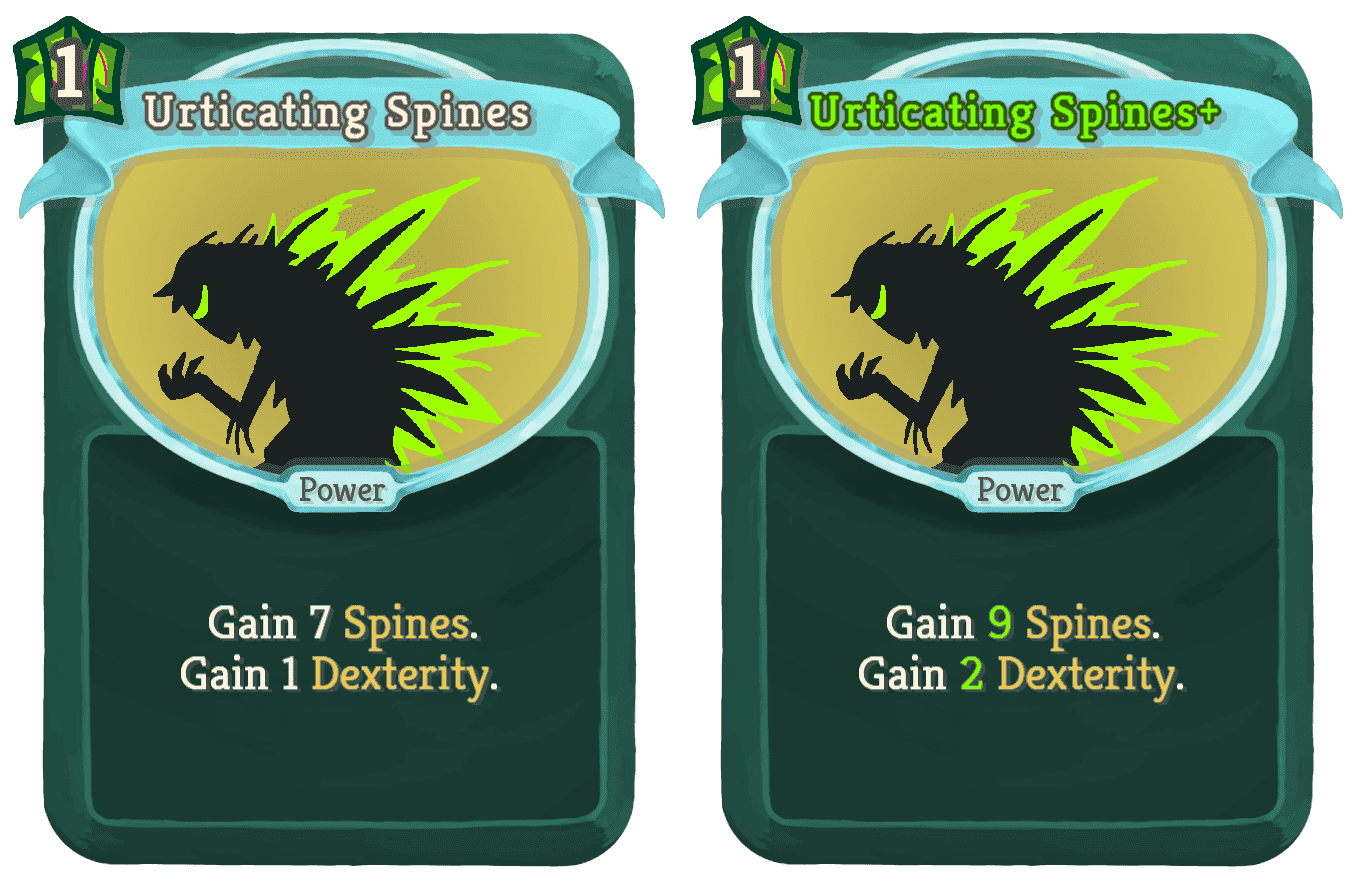 1
Urticating Spines
Power
Gain 7 Spines.
Gain 1 Dexterity.
1
Urticating Spines+
Power
Gain 9 Spines.
Gain 2 Dexterity.